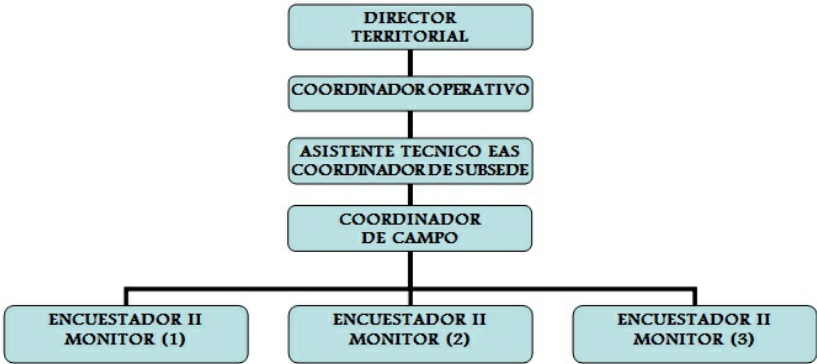 DIRECTOR
TERRITORIAL
COORDINADOR OPERATIVO
ASISTENTE TECNICO EAS
COORDINADOR DE SUBSEDE
COORDINADOR
DE CAMPO
ENCUESTADOR II
MONITOR (1)
ENCUESTADOR II
MONITOR (2)
ENCUESTADOR II
MONITOR (3)